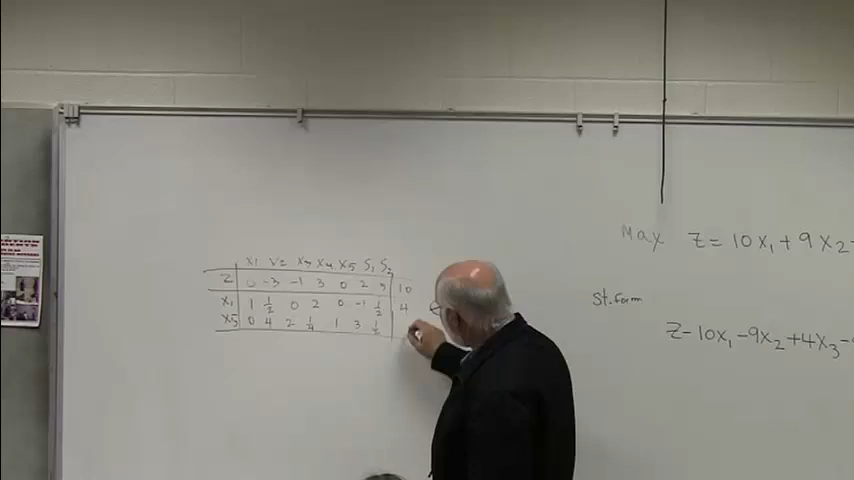 x1 x2 x3 x4 x5 S1 S2
Z 0 -3 -1 3 0 2 3 10
x1 1 1/2 0 2 0 -1 1/2 4
x5 0 4 2 1/4 1 3 1/2
Max Z = 10x1 + 9x2
St. form
Z - 10x1 - 9x2 + 4x3 -